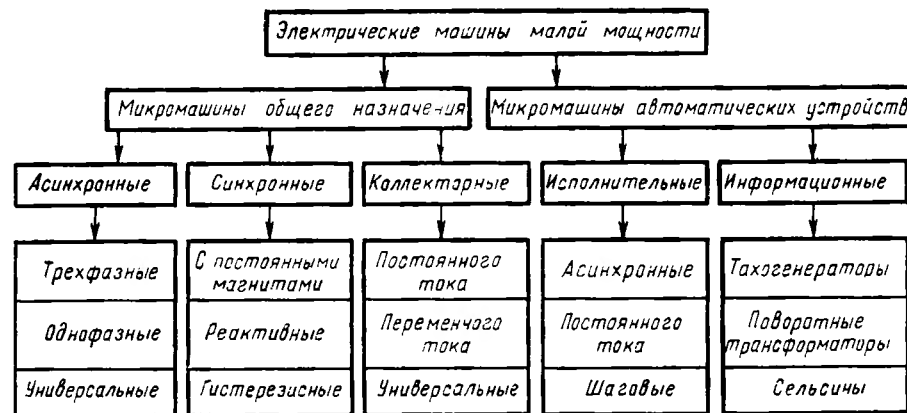 Электрические машины малой мощности
Микромашины общего назначения
Микромашины автоматических устройств
Асинхронные
Синхронные
Коллекторные
Исполнительные
Информационные
Трехфазные
Однофазные
Универсальные
С постоянными
магнитами
Реактивные
Гистерезисные
Постоянного
тока
Переменного
тока
Универсальные
Асинхронные
Постоянного
тока
Шаговые
Тахогенераторы
Поворотные
трансформаторы
Сельсины